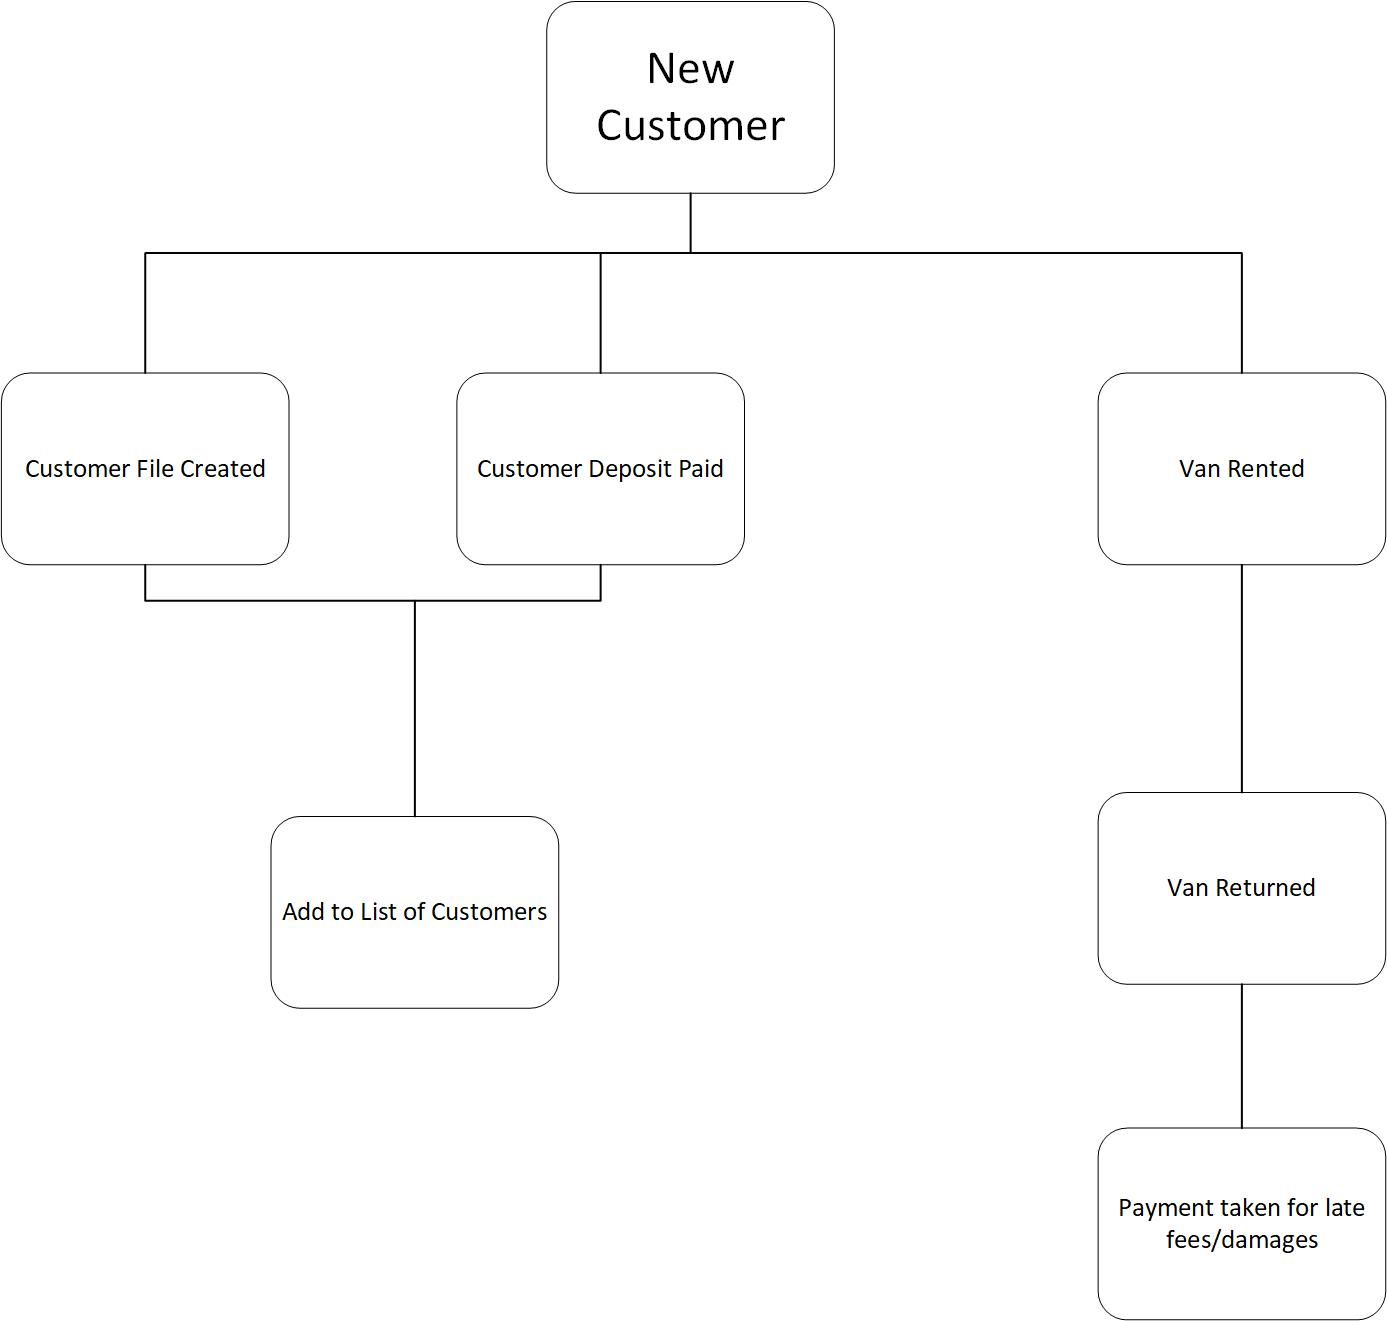 New
Customer
Customer File Created
Customer Deposit Paid
Van Rented
Add to List of Customers
Van Returned
Payment taken for late
fees/damages